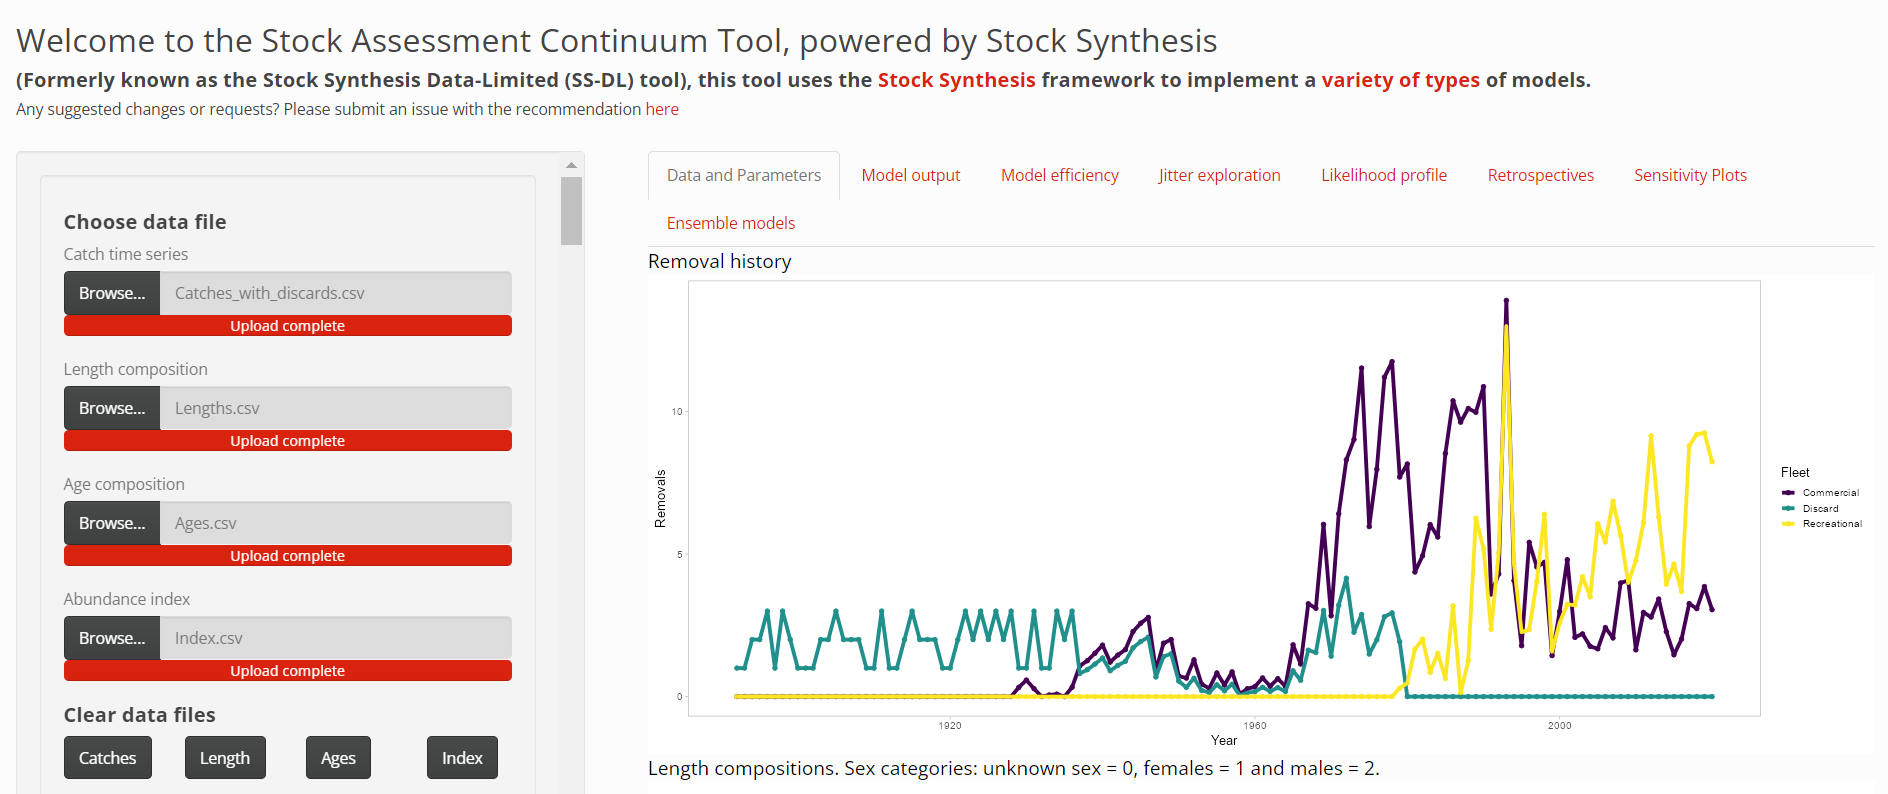 Welcome to the Stock Assessment Continuum Tool, powered by Stock Synthesis
(Formerly known as the Stock Synthesis Data-Limited (SS-DL) tool), this tool uses the Stock Synthesis framework to implement a variety of types of models.
Any suggested changes or requests? Please submit an issue with the recommendation here
Choose data file
Catch time series
Browse... Catches_with_discards.csv
Upload complete
Length composition
Browse... Lengths.csv
Upload complete
Age composition
Browse... Ages.csv
Upload complete
Abundance index
Browse... Index.csv
Upload complete
Clear data files
Catches Length Ages Index
Data and Parameters Model output Model efficiency Jitter exploration Likelihood profile Retrospectives Sensitivity Plots
Ensemble models
Removal history
Removals
10
5
0
1920 1960 2000
Year
Fleet
Commercial
Discard
Recreational
Length compositions. Sex categories: unknown sex = 0, females = 1 and males = 2.